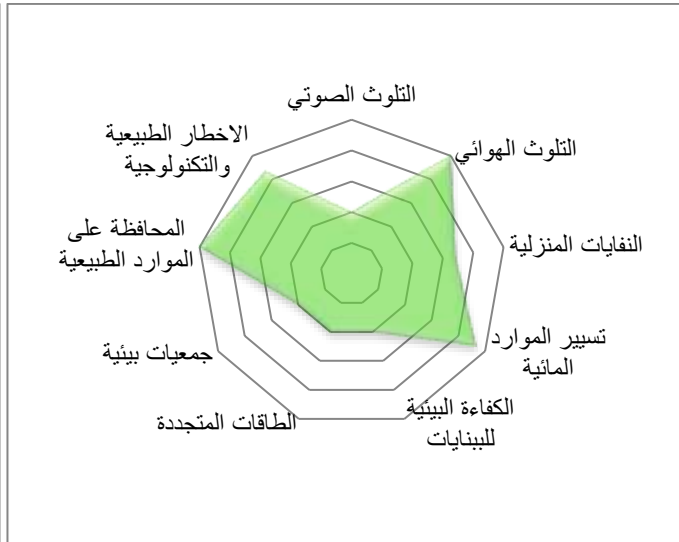 التلوث الصوتي
التلوث الهوائي
النفايات المنزلية
تسيير الموارد
المائية
الكفاءة البيئية
للبنايات
الطاقات المتجددة
جمعيات بيئية
المحافظة على
الموارد الطبيعية
الاخطار الطبيعية
والتكنولوجية